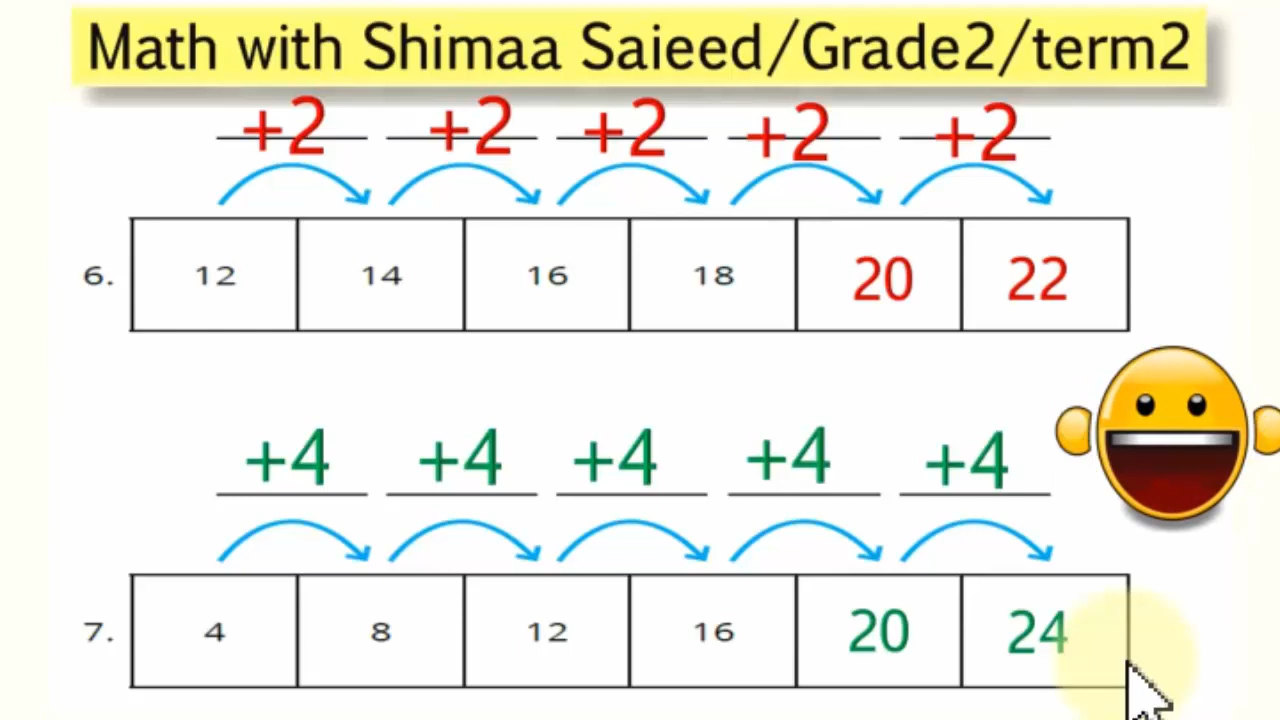 Math with Shimaa Saieed/Grade2/term2
+2 +2 +2 +2 +2
6. 12 14 16 18 20 22
+4 +4 +4 +4 +4
7. 4 8 12 16 20 24